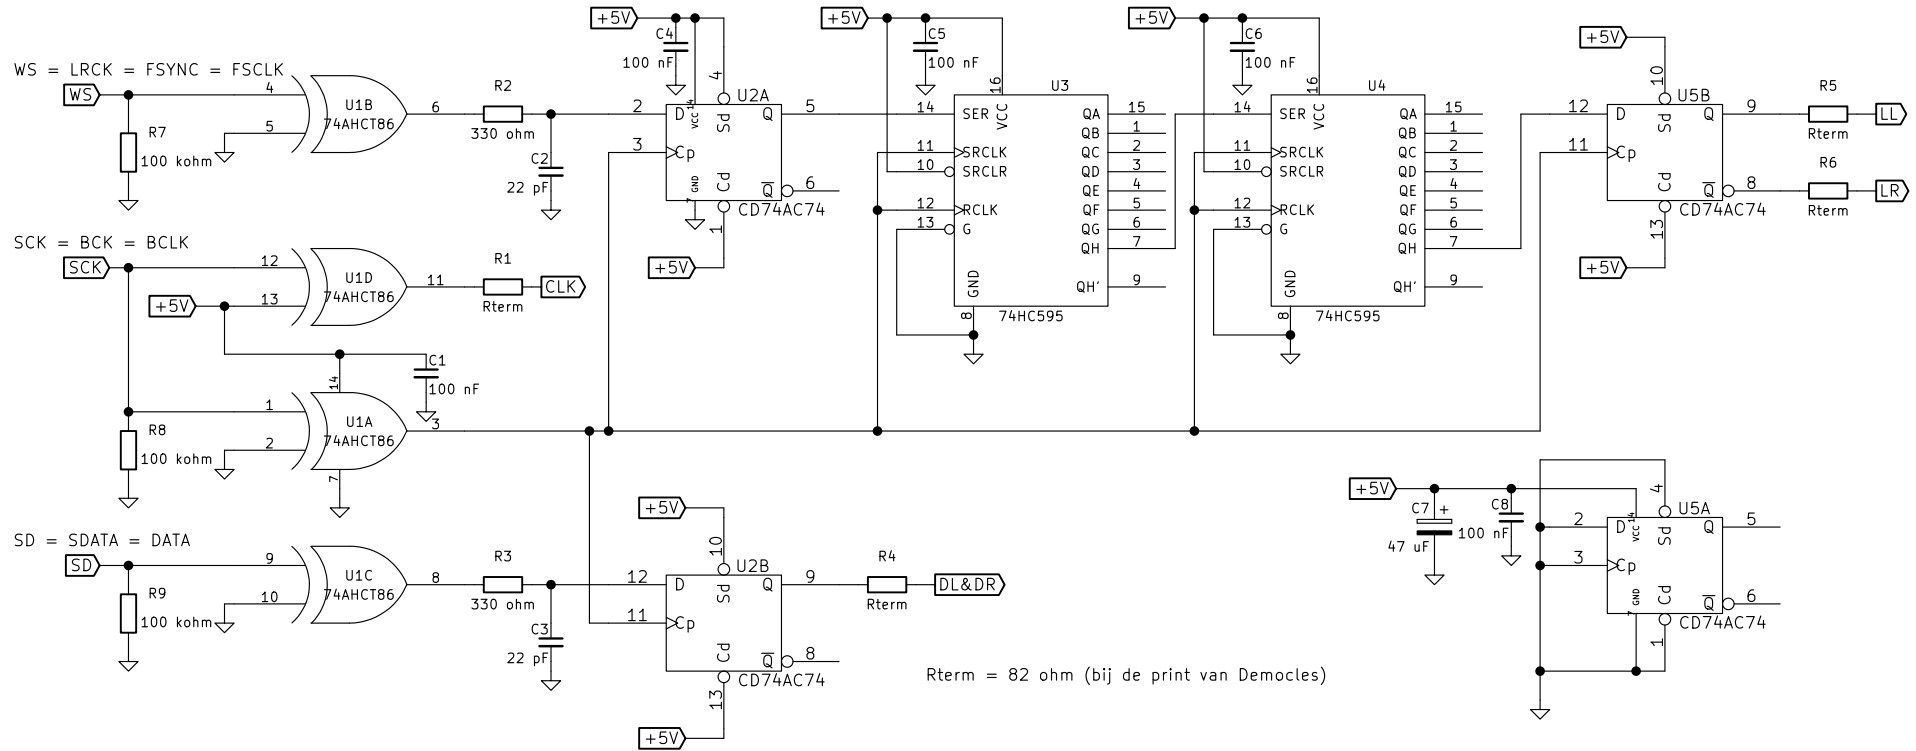 WS = LRCK = FSYNC = FSCLK
WS
R7
100 kohm
4
5
U1B
74AHCT86
6
R2
330 ohm
C2
22 pF
+5V
C4
100 nF
4
U2A
2
D
VCC
14
Sd
Q
5
3
Cp
Cd
GND
7
Q
6
CD74AC74
1
+5V
+5V
C5
100 nF
16
U3
14
SER
VCC
QA
15
QB
1
11
SRCLK
QC
2
10
SRCLR
QD
3
QE
4
12
RCLK
QF
5
13
G
QG
6
QH
7
GND
QH'
9
8
74HC595
+5V
C6
100 nF
16
U4
14
SER
VCC
QA
15
QB
1
11
SRCLK
QC
2
10
SRCLR
QD
3
QE
4
12
RCLK
QF
5
13
G
QG
6
QH
7
GND
QH'
9
8
74HC595
+5V
10
U5B
12
D
Sd
Q
9
R5
Rterm
LL
11
Cp
Cd
Q
8
R6
Rterm
LR
CD74AC74
13
+5V
SCK = BCK = BCLK
SCK
12
+5V
13
U1D
74AHCT86
11
R1
Rterm
CLK
C1
100 nF
14
1
R8
100 kohm
2
U1A
74AHCT86
3
7
SD = SDATA = DATA
SD
9
R9
100 kohm
10
U1C
74AHCT86
8
R3
330 ohm
C3
22 pF
+5V
10
U2B
12
D
Sd
Q
9
R4
Rterm
DL&DR
11
Cp
Cd
Q
8
CD74AC74
13
+5V
Rterm = 82 ohm (bij de print van Democles)
+5V
C7
+
47 uF
C8
100 nF
4
U5A
2
D
VCC
14
Sd
Q
5
3
Cp
GND
7
Cd
Q
6
CD74AC74
1